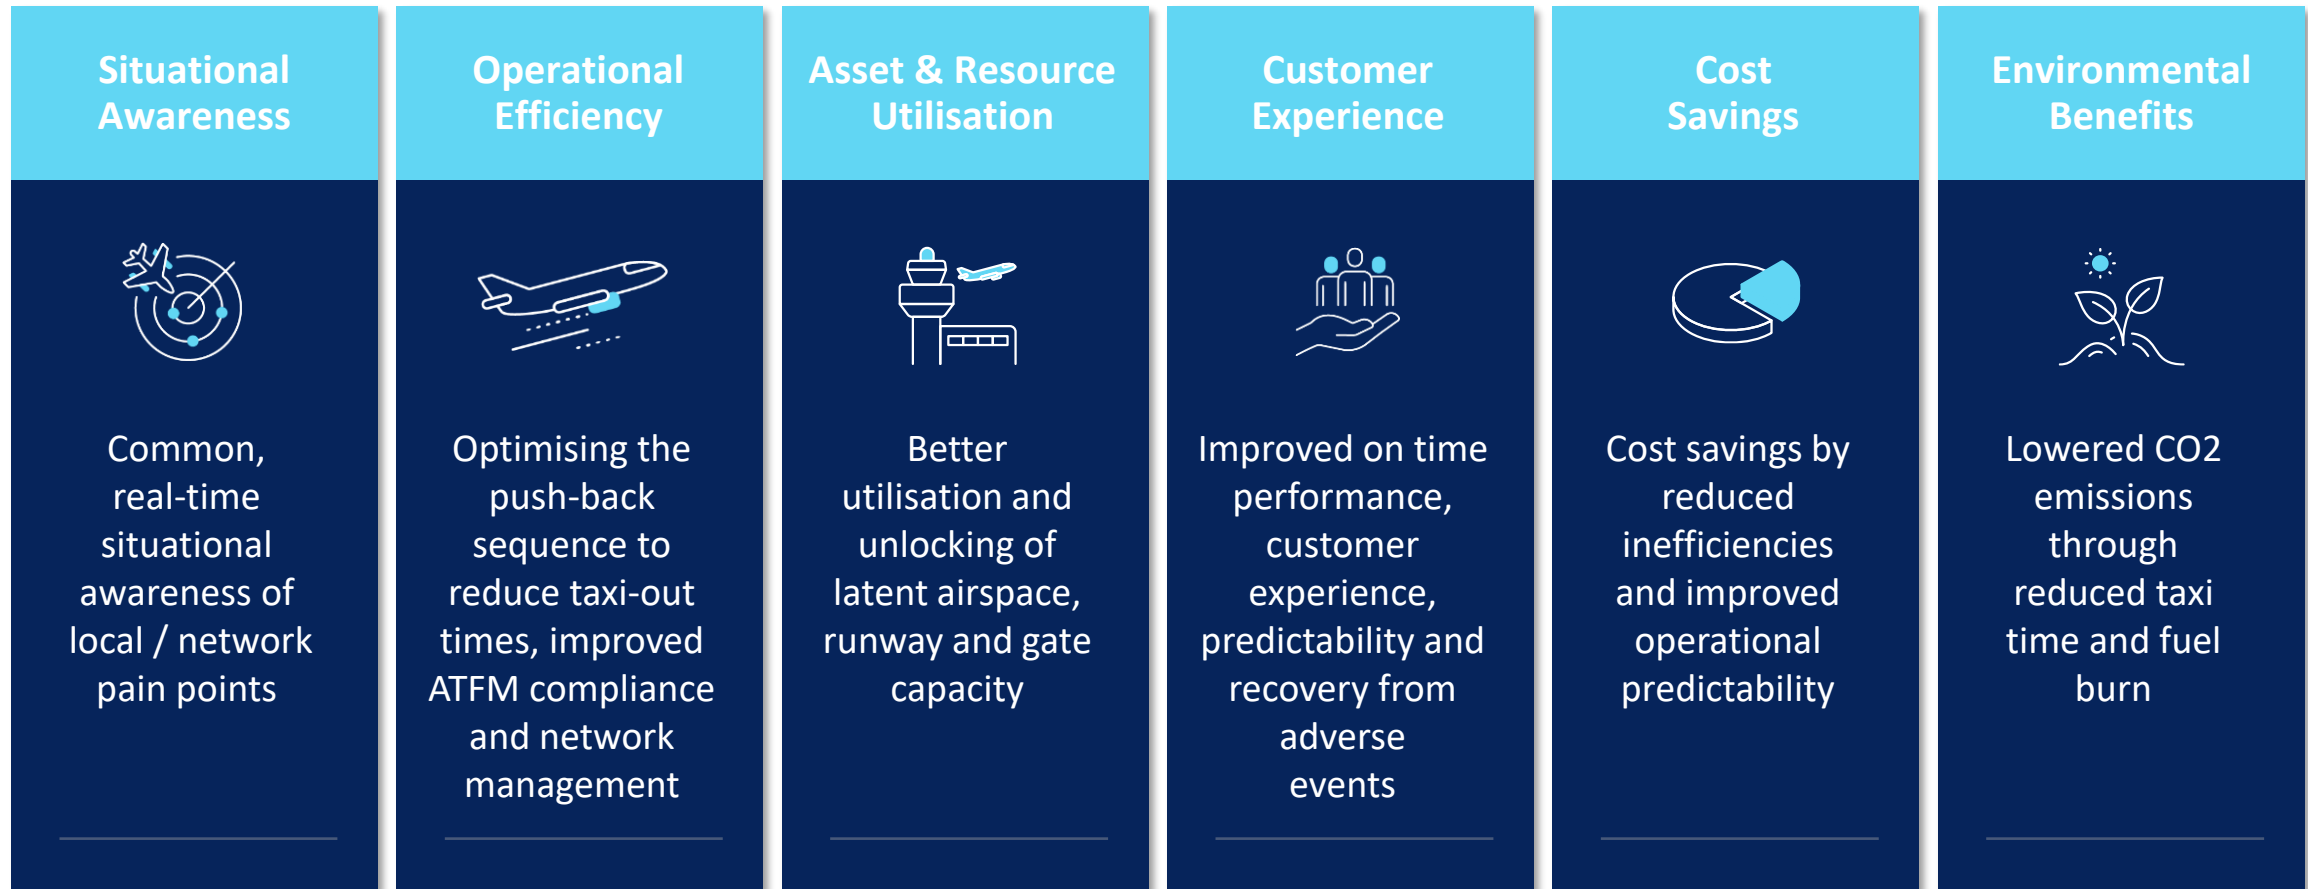 Situational
Awareness
Common,
real-time
situational
awareness of
local / network
pain points
Operational
Efficiency
Optimising the
push-back
sequence to
reduce taxi-out
times, improved
ATFM compliance
and network
management
Asset & Resource
Utilisation
Better
utilisation and
unlocking of
latent airspace,
runway and gate
capacity
Customer
Experience
Improved on time
performance,
customer
experience,
predictability and
recovery from
adverse
events
Cost
Savings
Cost savings by
reduced
inefficiencies
and improved
operational
predictability
Environmental
Benefits
Lowered CO2
emissions
through
reduced taxi
time and fuel
burn